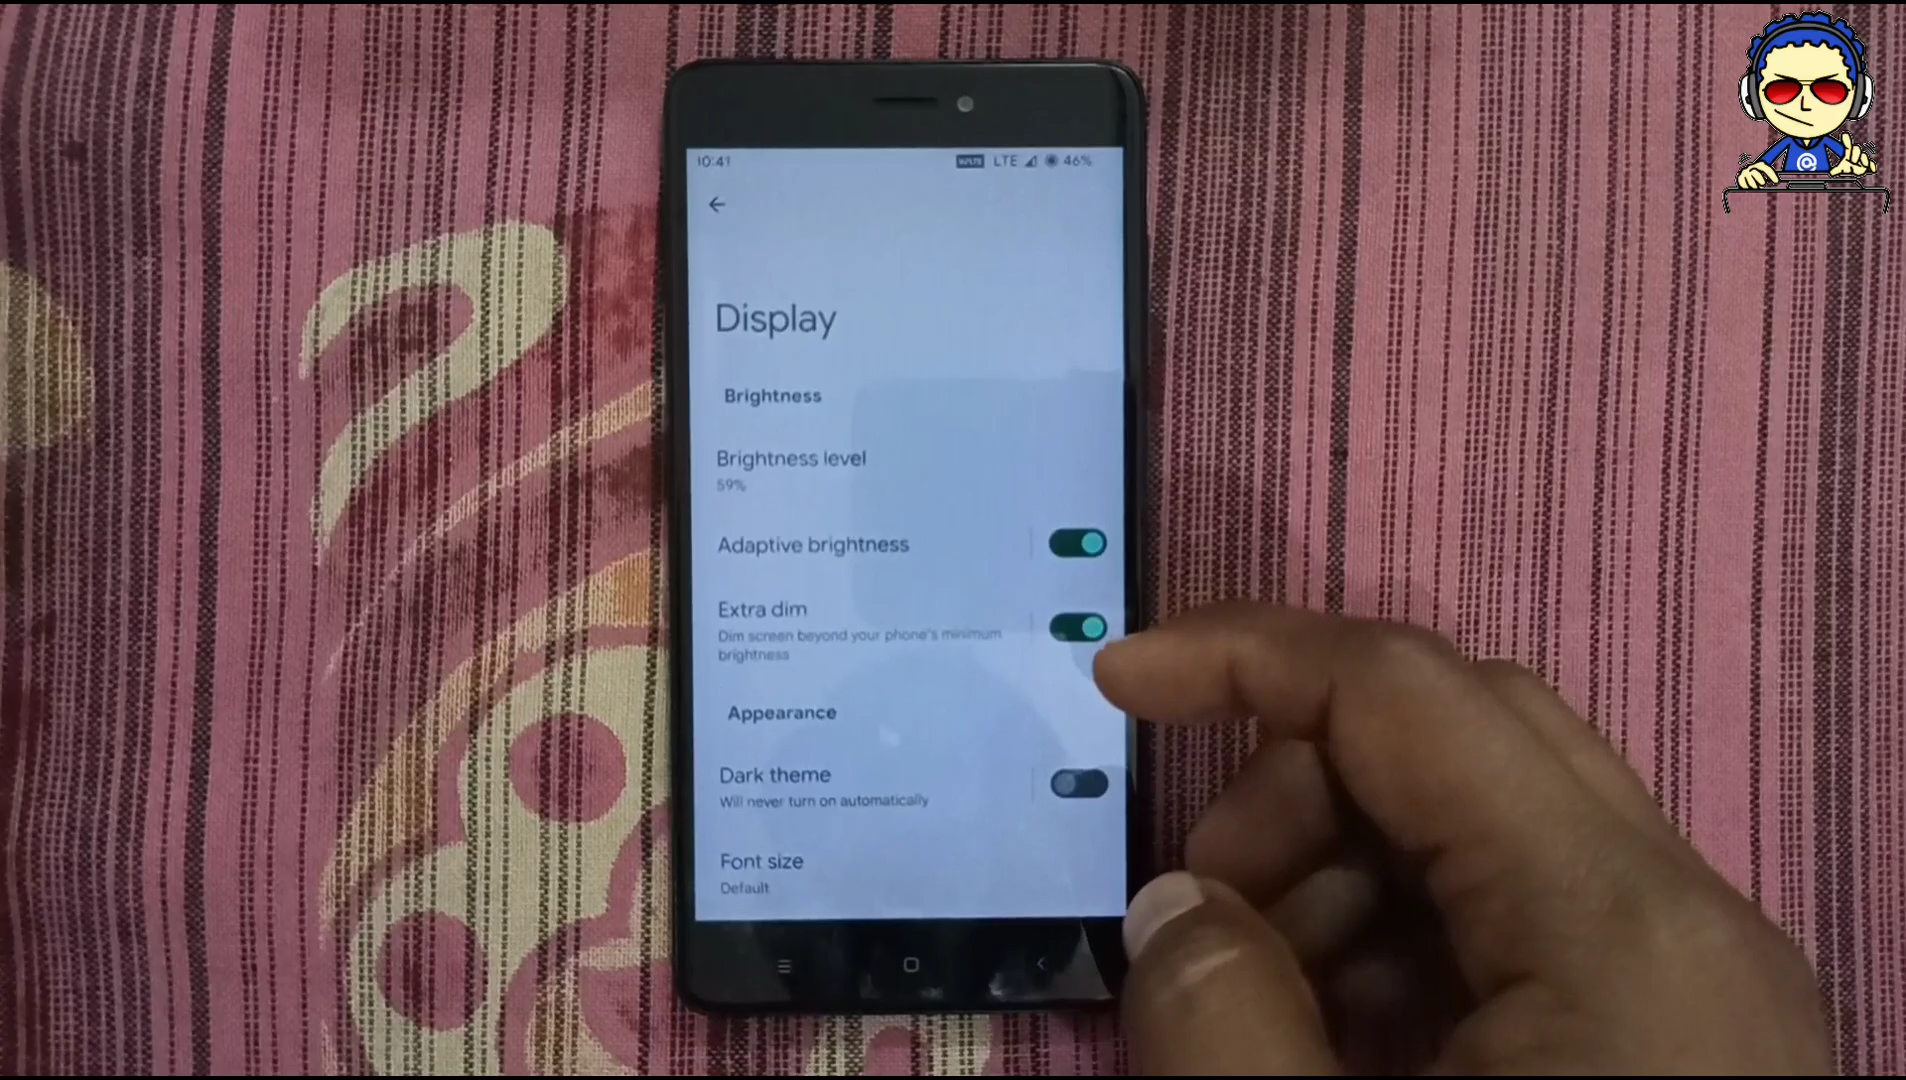 10:41
VoLTE LTE 46%
Display
Brightness
Brightness level
59%
Adaptive brightness
Extra dim
Dim screen beyond your phone's minimum
brightness
Appearance
Dark theme
Will never turn on automatically
Font size
Default
@